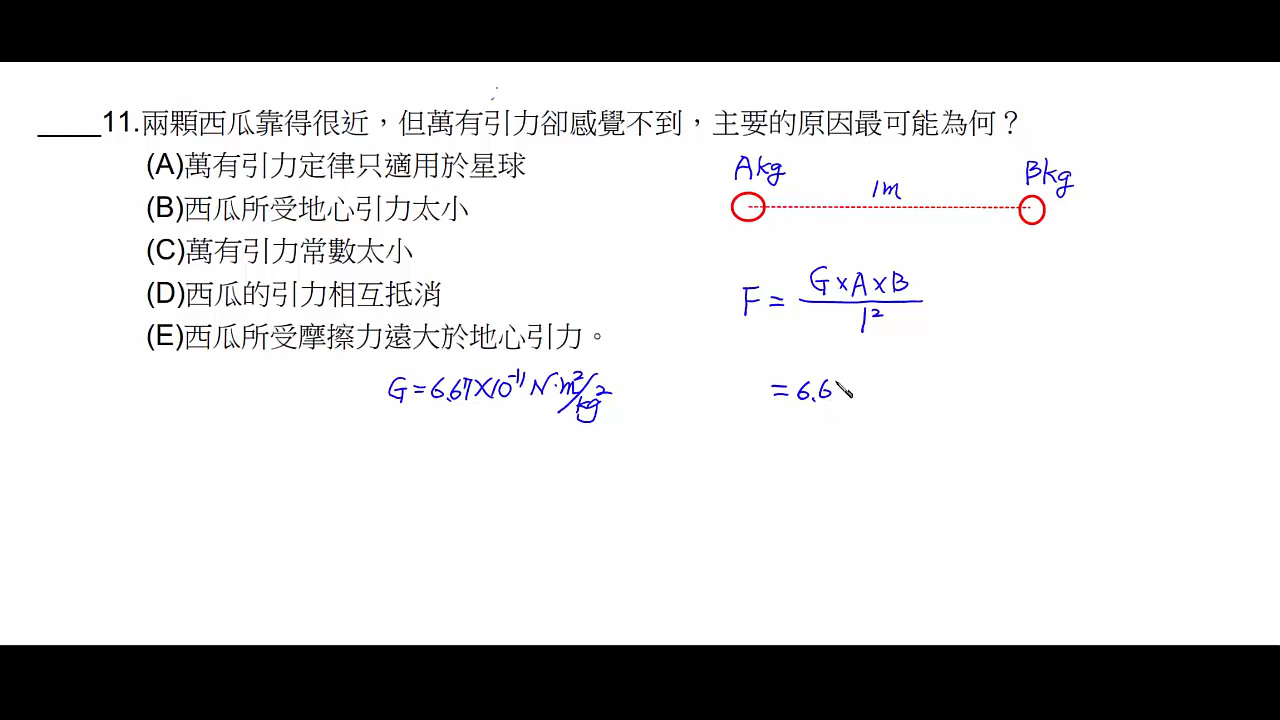 ____11.兩顆西瓜靠得很近，但萬有引力卻感覺不到，主要的原因最可能為何？
(A)萬有引力定律只適用於星球
(B)西瓜所受地心引力太小
(C)萬有引力常數太小
(D)西瓜的引力相互抵消
(E)西瓜所受摩擦力遠大於地心引力。
G = 6.67×10⁻¹¹ N·m²/kg²
Akg
1m
Bkg
F = G×A×B / 1²
= 6.6